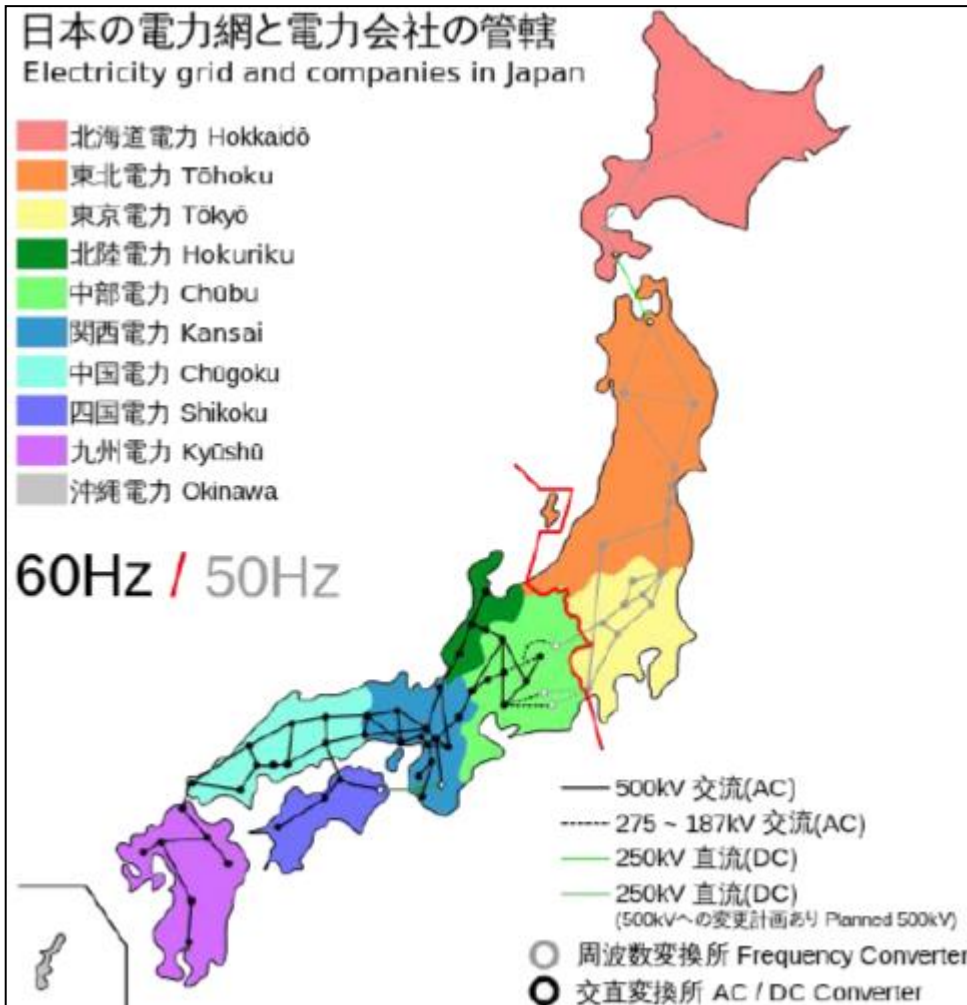 日本の電力網と電力会社の管轄
Electricity grid and companies in Japan
北海道電力 Hokkaidō
東北電力 Tōhoku
東京電力 Tōkyō
北陸電力 Hokuriku
中部電力 Chūbu
関西電力 Kansai
中国電力 Chūgoku
四国電力 Shikoku
九州電力 Kyūshū
沖縄電力 Okinawa
60Hz / 50Hz
500kV 交流(AC)
275 ~ 187kV 交流(AC)
250kV 直流(DC)
250kV 直流(DC)
(500kVへの変更計画あり Planned 500kV)
周波数変換所 Frequency Converter
交直変換所 AC / DC Converter